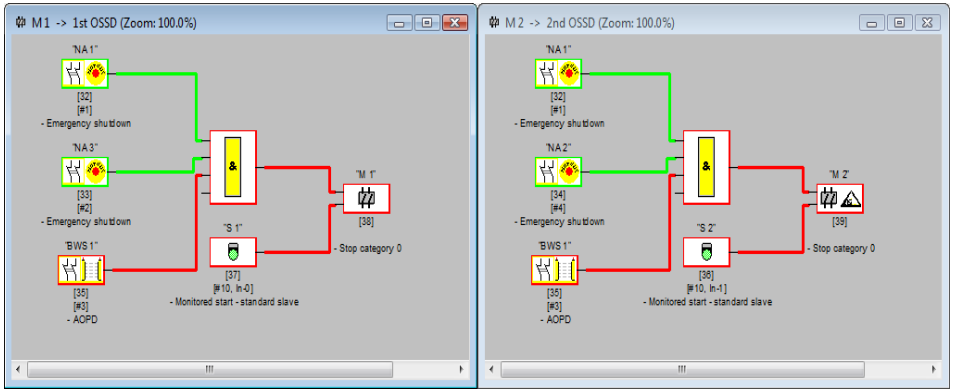 M 1 -> 1st OSSD (Zoom: 100.0%)
"NA 1"
[32]
[#1]
- Emergency shutdown
"NA 3"
[33]
[#2]
- Emergency shutdown
"BWS 1"
[35]
[#3]
- AOPD
&
"S 1"
[37]
[#10, In-0]
- Monitored start - standard slave
"M 1"
[38]
- Stop category 0
M 2 -> 2nd OSSD (Zoom: 100.0%)
"NA 1"
[32]
[#1]
- Emergency shutdown
"NA 2"
[34]
[#4]
- Emergency shutdown
"BWS 1"
[35]
[#3]
- AOPD
&
"S 2"
[36]
[#10, In-1]
- Monitored start - standard slave
"M 2"
[39]
- Stop category 0